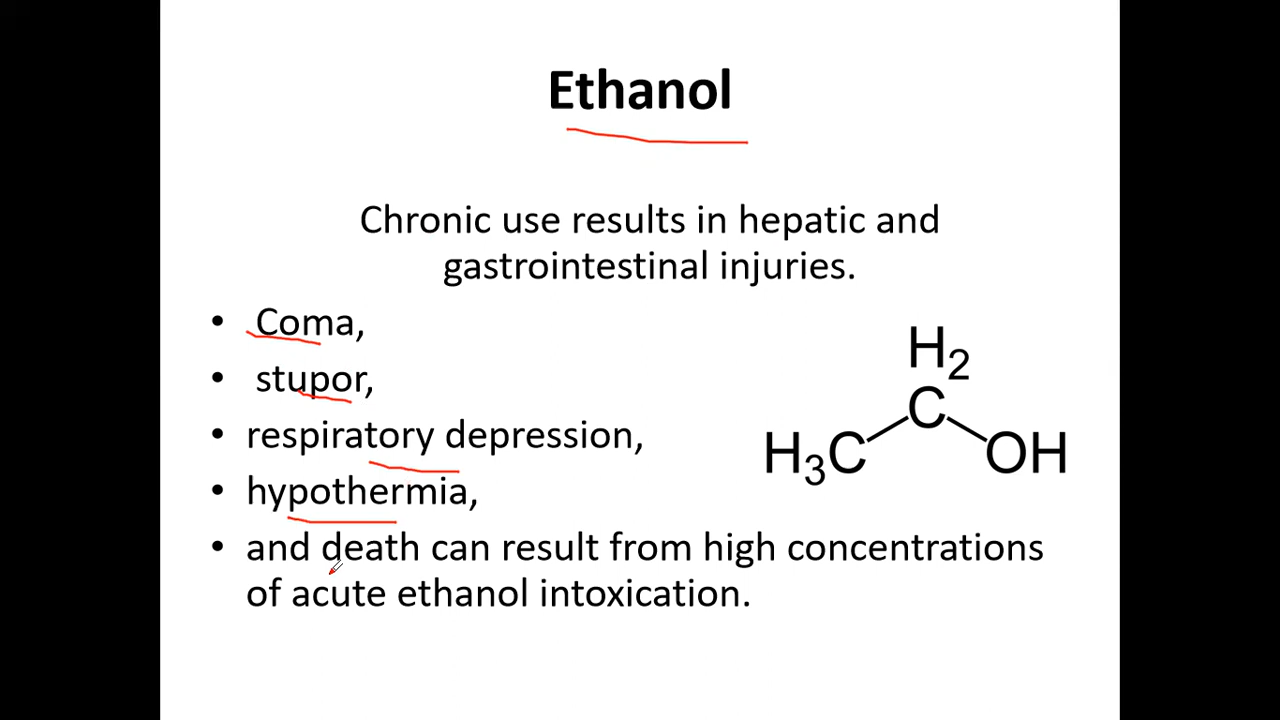 Ethanol
Chronic use results in hepatic and
gastrointestinal injuries.
• Coma,
• stupor,
• respiratory depression,
• hypothermia,
• and death can result from high concentrations
of acute ethanol intoxication.
H2
C
H3C
OH